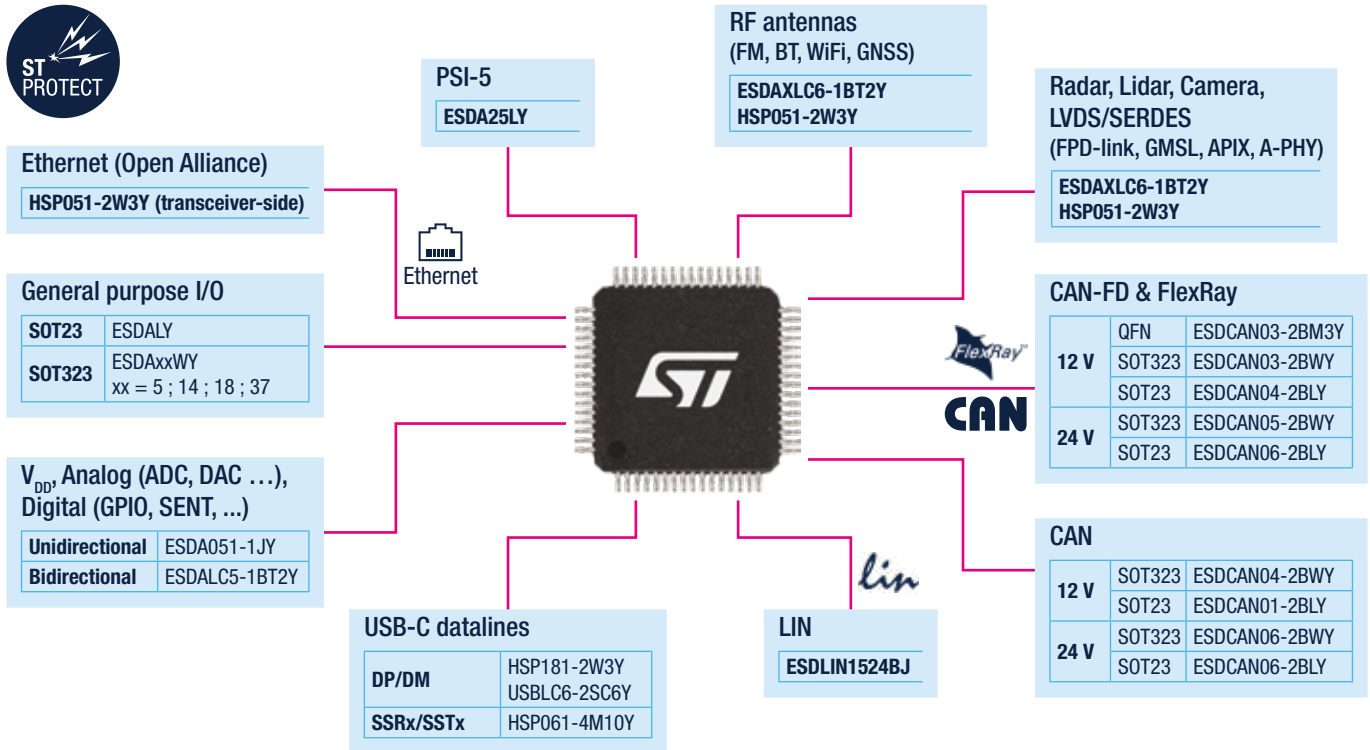 ST
PROTECT
PSI-5
ESDA25LY
RF antennas
(FM, BT, WiFi, GNSS)
ESDAXLC6-1BT2Y
HSP051-2W3Y
Radar, Lidar, Camera,
LVDS/SERDES
(FPD-link, GMSL, APIX, A-PHY)
ESDAXLC6-1BT2Y
HSP051-2W3Y
Ethernet (Open Alliance)
HSP051-2W3Y (transceiver-side)
Ethernet
General purpose I/O
SOT23 ESDALY
SOT323 ESDAxxWY
xx = 5 ; 14 ; 18 ; 37
VDD, Analog (ADC, DAC …),
Digital (GPIO, SENT, ...)
Unidirectional ESDA051-1JY
Bidirectional ESDALC5-1BT2Y
ST
FlexRay™
CAN
CAN-FD & FlexRay
12 V QFN ESDCAN03-2BM3Y
SOT323 ESDCAN03-2BWY
SOT23 ESDCAN04-2BLY
24 V SOT323 ESDCAN05-2BWY
SOT23 ESDCAN06-2BLY
CAN
12 V SOT323 ESDCAN04-2BWY
SOT23 ESDCAN01-2BLY
24 V SOT323 ESDCAN06-2BWY
SOT23 ESDCAN06-2BLY
USB-C datalines
DP/DM HSP181-2W3Y
USBLC6-2SC6Y
SSRx/SSTx HSP061-4M10Y
lin
LIN
ESDLIN1524BJ